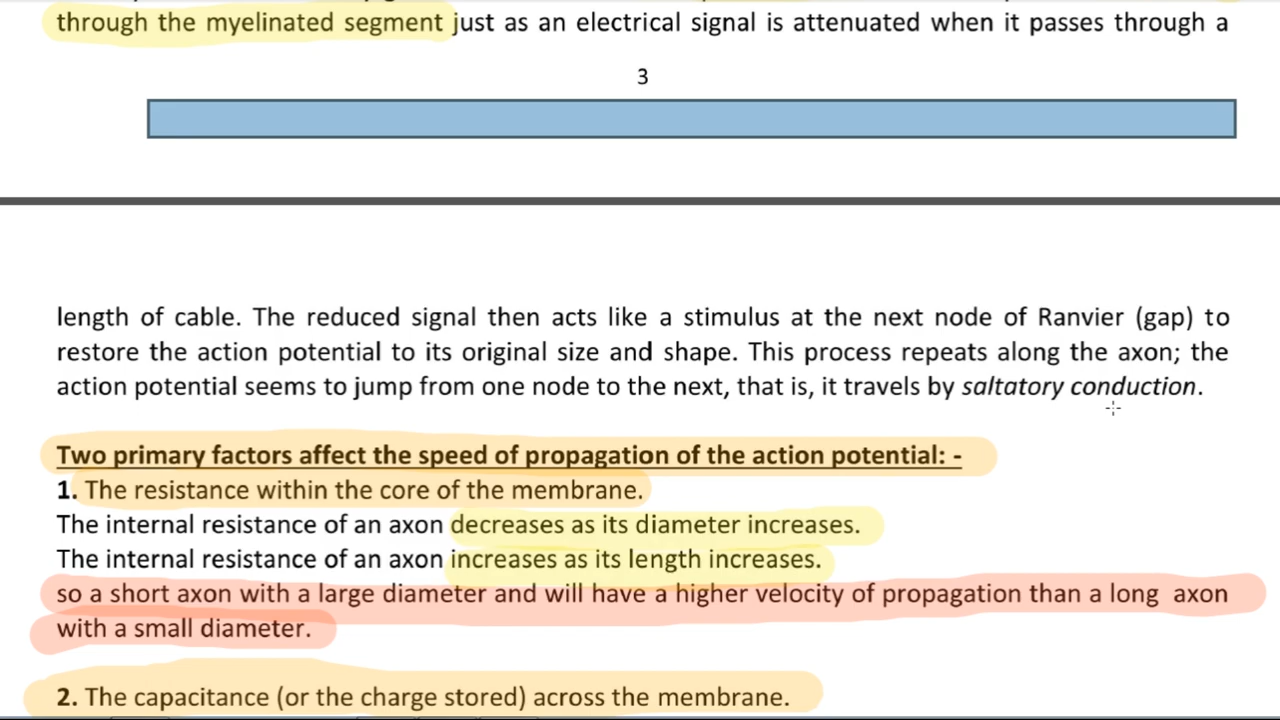 through the myelinated segment just as an electrical signal is attenuated when it passes through a
3
length of cable. The reduced signal then acts like a stimulus at the next node of Ranvier (gap) to
restore the action potential to its original size and shape. This process repeats along the axon; the
action potential seems to jump from one node to the next, that is, it travels by saltatory conduction.
Two primary factors affect the speed of propagation of the action potential: -
1. The resistance within the core of the membrane.
The internal resistance of an axon decreases as its diameter increases.
The internal resistance of an axon increases as its length increases.
so a short axon with a large diameter and will have a higher velocity of propagation than a long axon
with a small diameter.
2. The capacitance (or the charge stored) across the membrane.